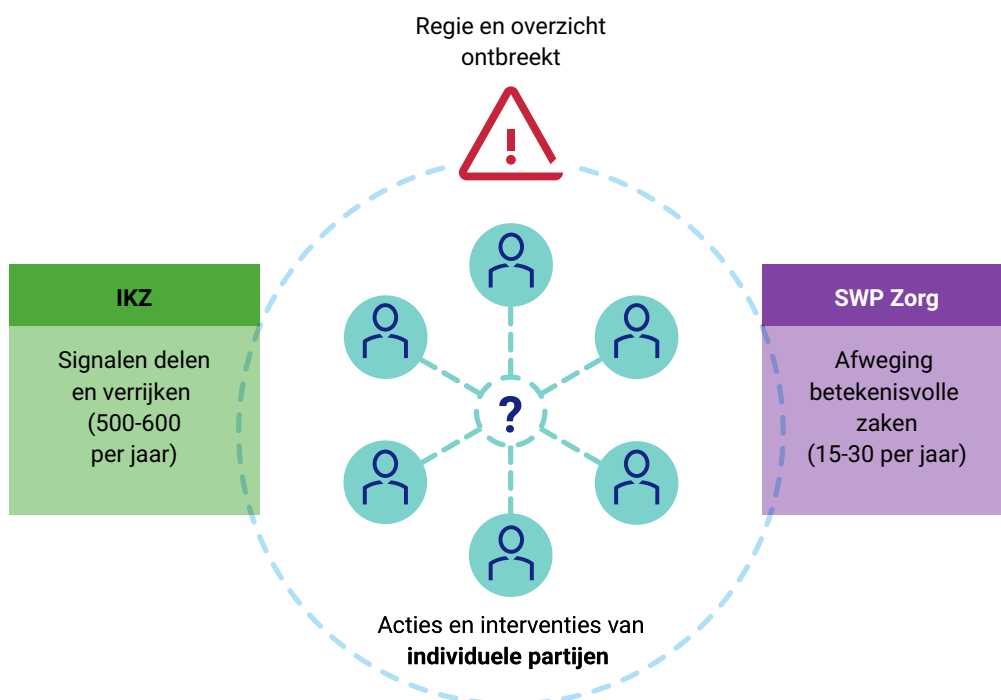 Regie en overzicht
ontbreekt
IKZ
Signalen delen
en verrijken
(500-600
per jaar)
?
SWP Zorg
Afweging
betekenisvolle
zaken
(15-30 per jaar)
Acties en interventies van
individuele partijen